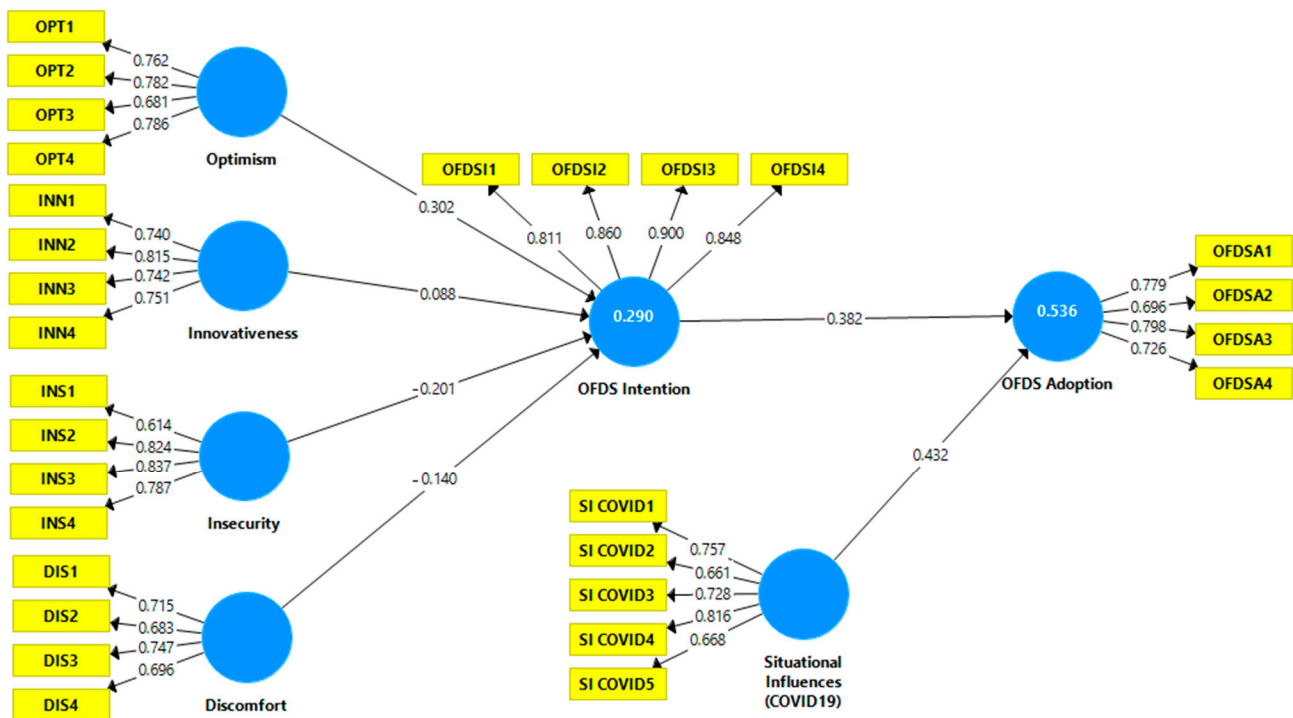 OPT1
0.762
OPT2
0.782
OPT3
0.681
OPT4
0.786
Optimism
INN1
0.740
INN2
0.815
INN3
0.742
INN4
0.751
Innovativeness
INS1
0.614
INS2
0.824
INS3
0.837
INS4
0.787
Insecurity
DIS1
0.715
DIS2
0.683
DIS3
0.747
DIS4
0.696
Discomfort
0.302
0.088
-0.201
-0.140
OFDSI1
OFDSI2
OFDSI3
OFDSI4
0.811
0.860
0.900
0.848
0.290
OFDS Intention
0.382
0.432
SI COVID1
0.757
SI COVID2
0.661
SI COVID3
0.728
SI COVID4
0.816
SI COVID5
0.668
Situational
Influences
(COVID19)
0.536
OFDS Adoption
OFDSA1
0.779
OFDSA2
0.696
OFDSA3
0.798
OFDSA4
0.726